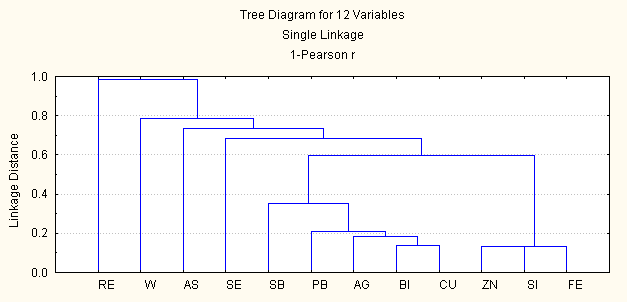 Tree Diagram for 12 Variables
Single Linkage
1-Pearson r
Linkage Distance
1.0
0.8
0.6
0.4
0.2
0.0
RE W AS SE SB PB AG BI CU ZN SI FE